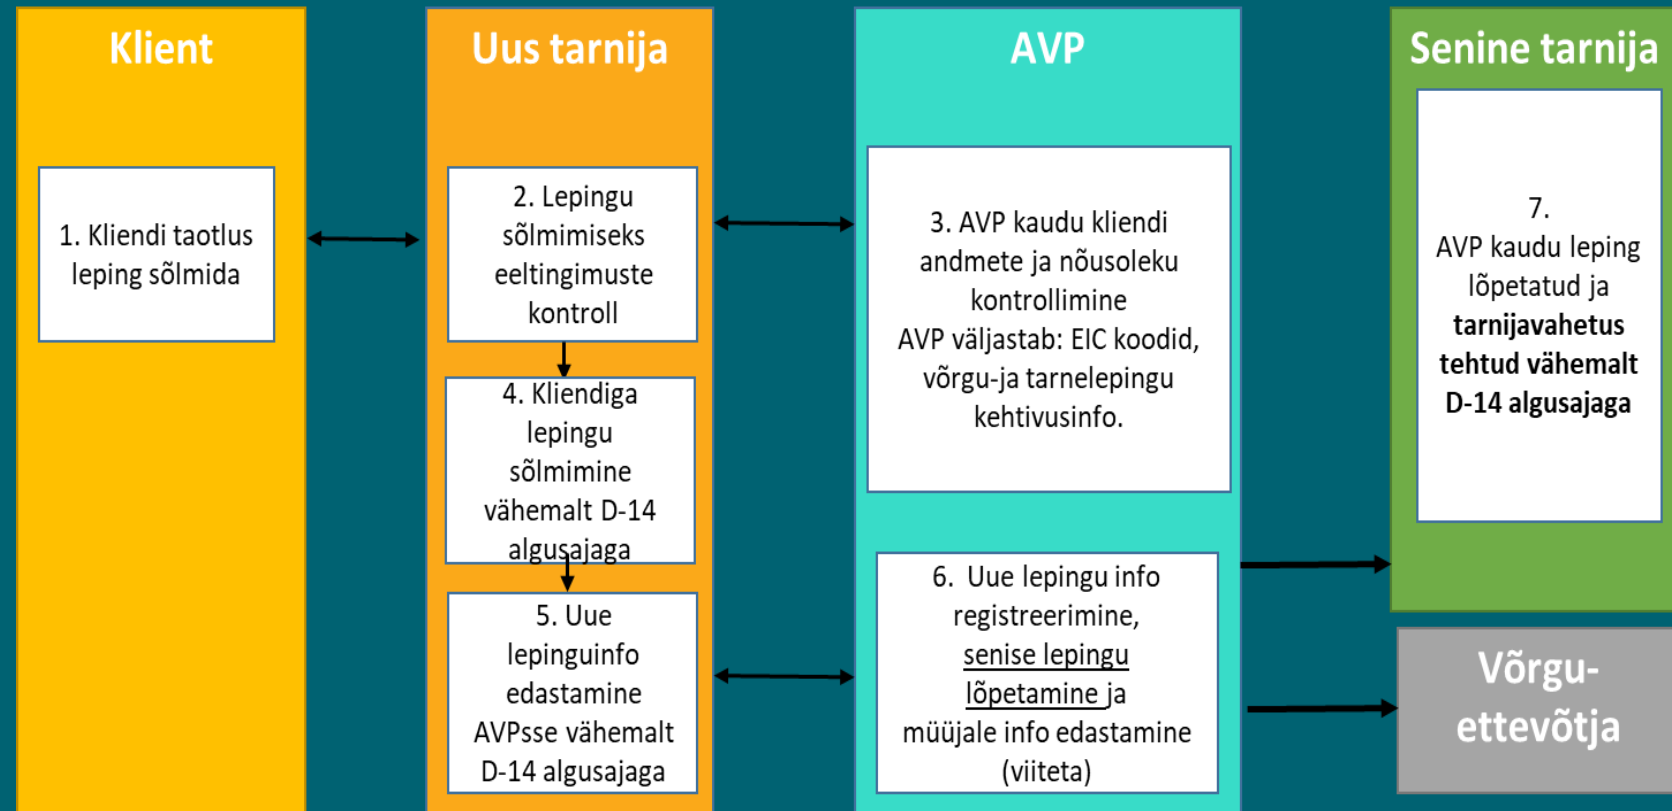 Klient
1. Kliendi taotlus
leping sõlmida
Uus tarnija
2. Lepingu
sõlmimiseks
eeltingimuste
kontroll
4. Kliendiga
lepingu
sõlmimine
vähemalt D-14
algusajaga
5. Uue
lepinguinfo
edastamine
AVPsse vähemalt
D-14 algusajaga
AVP
3. AVP kaudu kliendi
andmete ja nõusoleku
kontrollimine
AVP väljastab: EIC koodid,
võrgu-ja tarnelepingu
kehtivusinfo.
6. Uue lepingu info
registreerimine,
senise lepingu
lõpetamine ja
müüjale info edastamine
(viiteta)
Senine tarnija
7.
AVP kaudu leping
lõpetatud ja
tarnijavahetus
tehtud vähemalt
D-14 algusajaga
Võrgu-
ettevõtja